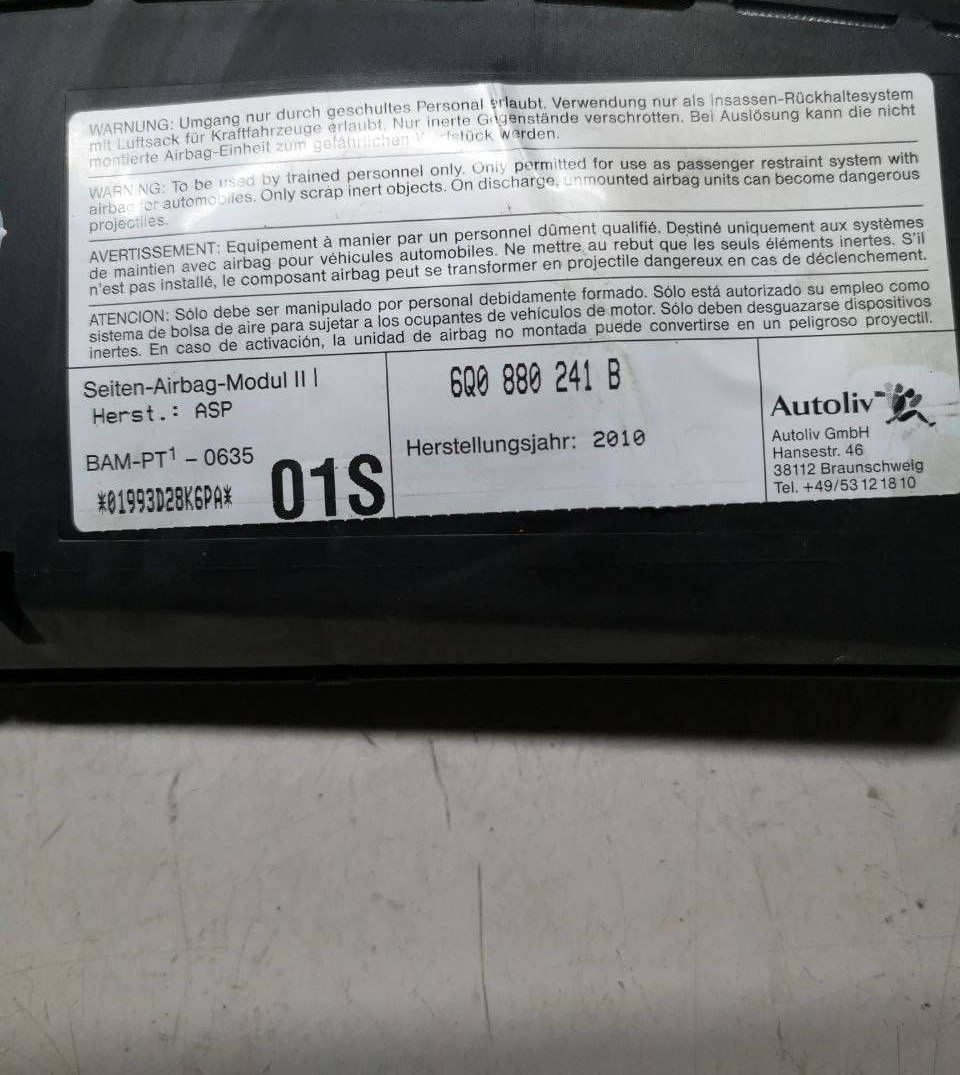 WARNUNG: Umgang nur durch geschultes Personal erlaubt. Verwendung nur als Insassen-Rückhaltesystem
mit Luftsack für Kraftfahrzeuge erlaubt. Nur inerte Gegenstände verschrotten. Bei Auslösung kann die nicht
montierte Airbag-Einheit zum gefährlichen werden.
WARNING: To be used by trained personnel only. Only permitted for use as passenger restraint system with
airbag for automobiles. Only scrap inert objects. On discharge, unmounted airbag units can become dangerous
projectiles.
AVERTISSEMENT: Equipement à manier par un personnel dûment qualifié. Destiné uniquement aux systèmes
de maintien avec airbag pour véhicules automobiles. Ne mettre au rebut que les seuls éléments inertes. S'il
n'est pas installé, le composant airbag peut se transformer en projectile dangereux en cas de déclenchement.
ATENCION: Sólo debe ser manipulado por personal debidamente formado. Sólo está autorizado su empleo como
sistema de bolsa de aire para sujetar a los ocupantes de vehículos de motor. Sólo deben desguazarse dispositivos
inertes. En caso de activación, la unidad de airbag no montada puede convertirse en un peligroso proyectil.
Seiten-Airbag-Modul II I
Herst.: ASP
BAM-PT¹ – 0635
*01993D28K6PA*
01S
6Q0 880 241 B
Herstellungsjahr: 2010
Autoliv
Autoliv GmbH
Hansestr. 46
38112 Braunschweig
Tel. +49/53 12 18 10